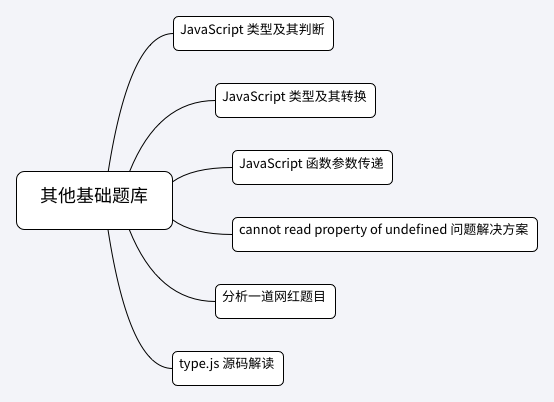 JavaScript 类型及其判断
JavaScript 类型及其转换
JavaScript 函数参数传递
其他基础题库
cannot read property of undefined 问题解决方案
分析一道网红题目
type.js 源码解读